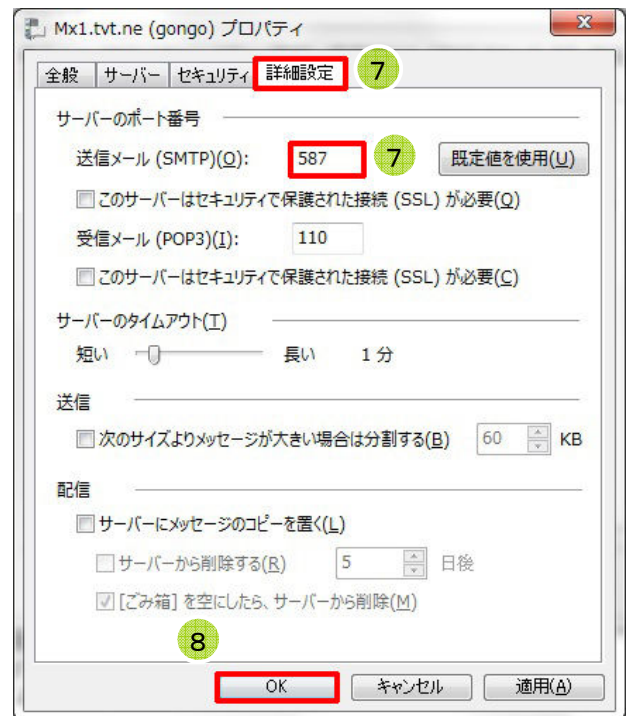 Mx1.tvt.ne (gongo) プロパティ
全般 サーバー セキュリティ 詳細設定 7
サーバーのポート番号
送信メール (SMTP)(O): 587 7 既定値を使用(U)
このサーバーはセキュリティで保護された接続 (SSL) が必要(Q)
受信メール (POP3)(I): 110
このサーバーはセキュリティで保護された接続 (SSL) が必要(C)
サーバーのタイムアウト(T)
短い 長い 1 分
送信
次のサイズよりメッセージが大きい場合は分割する(B) 60 KB
配信
サーバーにメッセージのコピーを置く(L)
サーバーから削除する(R) 5 日後
[ごみ箱] を空にしたら、サーバーから削除(M)
8
OK キャンセル 適用(A)